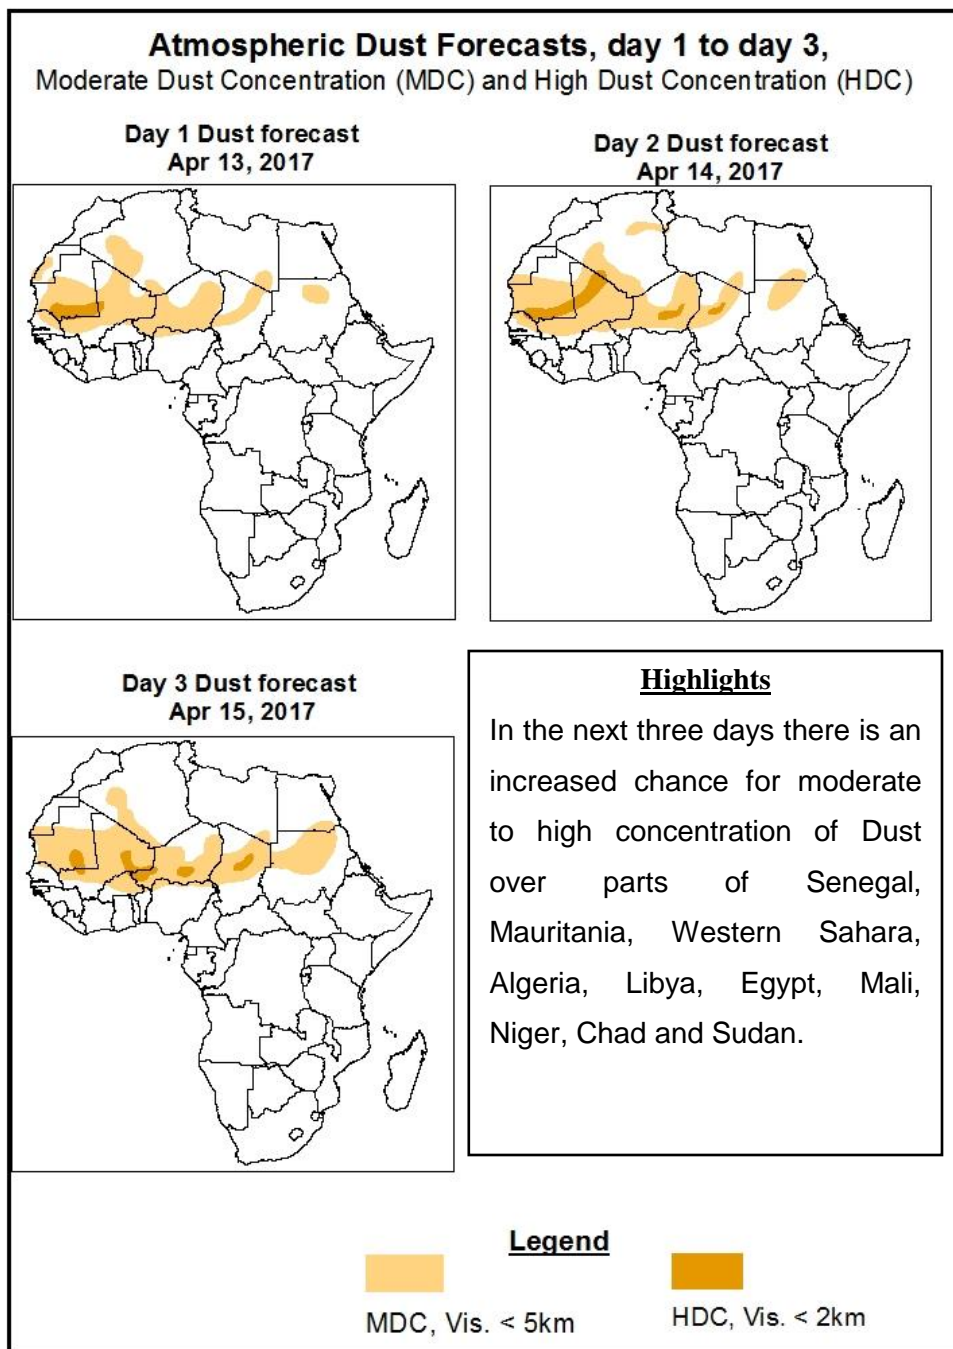 Atmospheric Dust Forecasts, day 1 to day 3,
Moderate Dust Concentration (MDC) and High Dust Concentration (HDC)
Day 1 Dust forecast
Apr 13, 2017
Day 2 Dust forecast
Apr 14, 2017
Day 3 Dust forecast
Apr 15, 2017
Highlights
In the next three days there is an
increased chance for moderate
to high concentration of Dust
over parts of Senegal,
Mauritania, Western Sahara,
Algeria, Libya, Egypt, Mali,
Niger, Chad and Sudan.
Legend
MDC, Vis. < 5km
HDC, Vis. < 2km